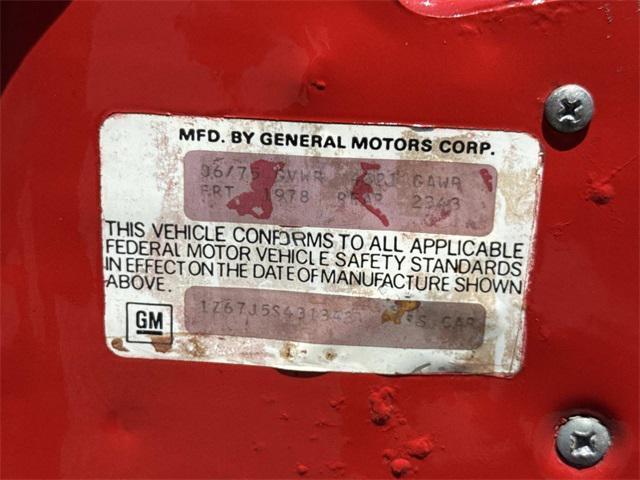 MFD. BY GENERAL MOTORS CORP.
06/75 GVWR GAWR
FRT 1978 REAR 2343
THIS VEHICLE CONFORMS TO ALL APPLICABLE
FEDERAL MOTOR VEHICLE SAFETY STANDARDS
IN EFFECT ON THE DATE OF MANUFACTURE SHOWN
ABOVE.
GM